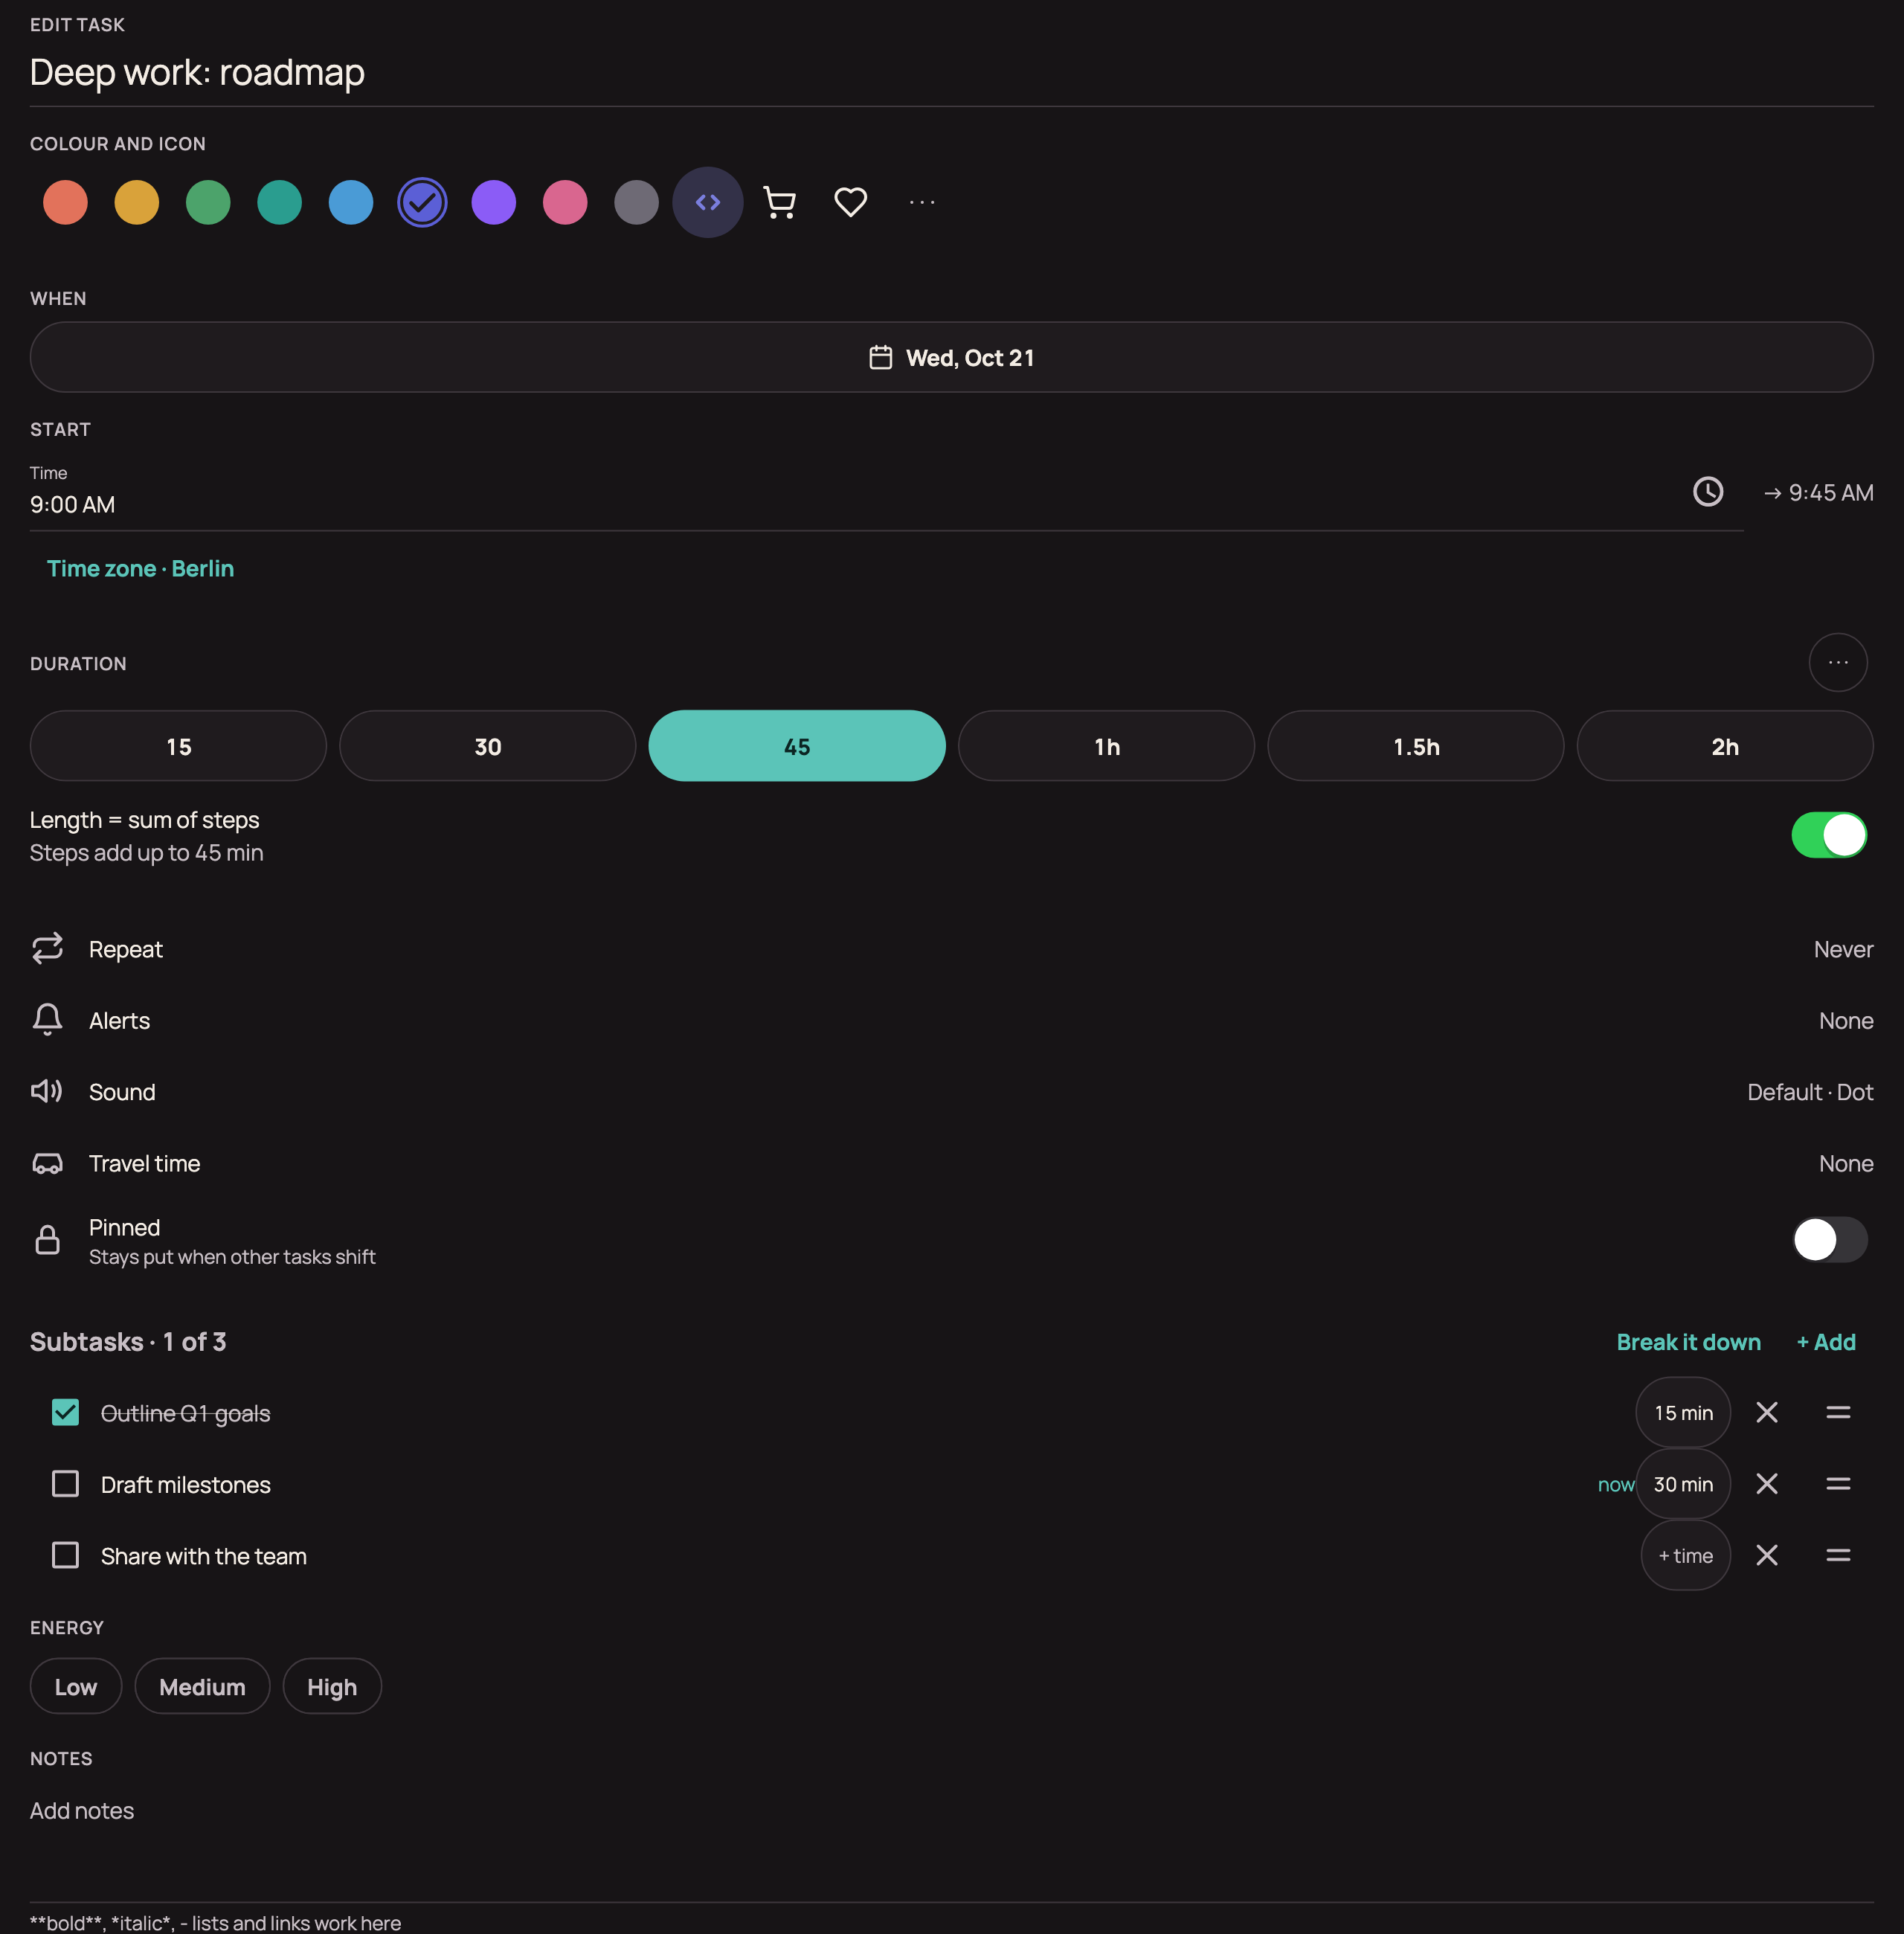 EDIT TASK
Deep work: roadmap
COLOUR AND ICON
WHEN
Wed, Oct 21
START
Time
9:00 AM
→ 9:45 AM
Time zone · Berlin
DURATION
15 30 45 1h 1.5h 2h
Length = sum of steps
Steps add up to 45 min
Repeat Never
Alerts None
Sound Default · Dot
Travel time None
Pinned
Stays put when other tasks shift
Subtasks · 1 of 3 Break it down + Add
Outline Q1 goals 15 min
Draft milestones now 30 min
Share with the team + time
ENERGY
Low Medium High
NOTES
Add notes
**bold**, *italic*, - lists and links work here